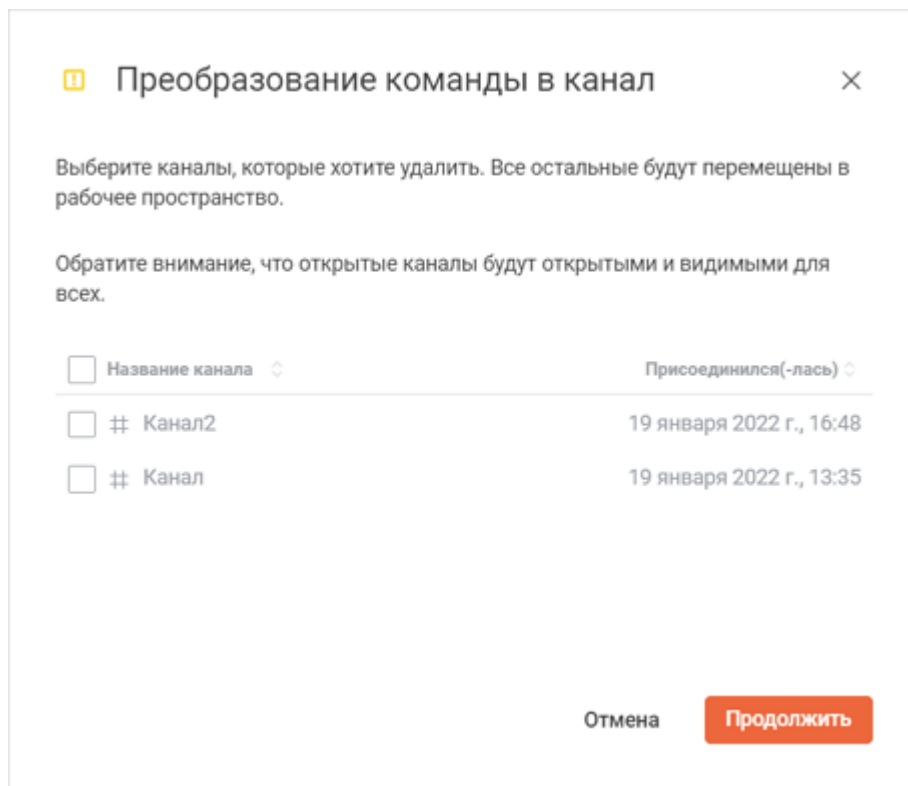 Преобразование команды в канал
Выберите каналы, которые хотите удалить. Все остальные будут перемещены в
рабочее пространство.
Обратите внимание, что открытые каналы будут открытыми и видимыми для
всех.
Название канала Присоединился(-лась)
# Канал2 19 января 2022 г., 16:48
# Канал 19 января 2022 г., 13:35
Отмена Продолжить